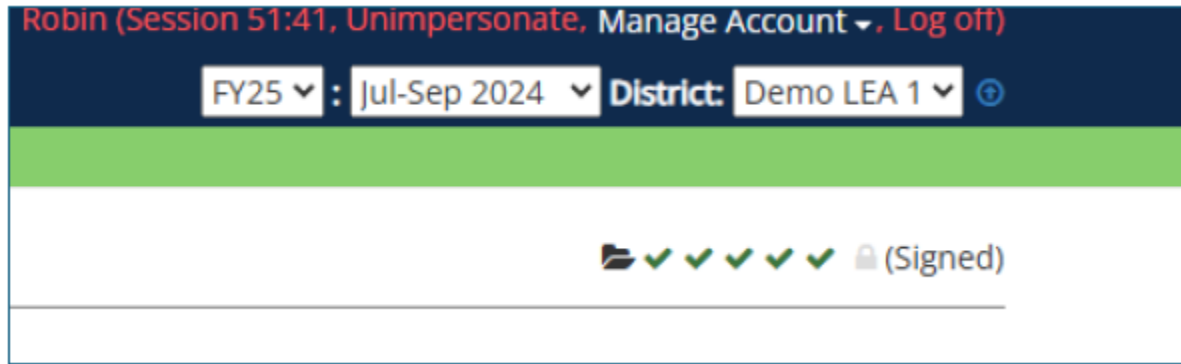 Robin (Session 51:41, Unimpersonate, Manage Account , Log off)
FY25 : Jul-Sep 2024 District: Demo LEA 1
(Signed)